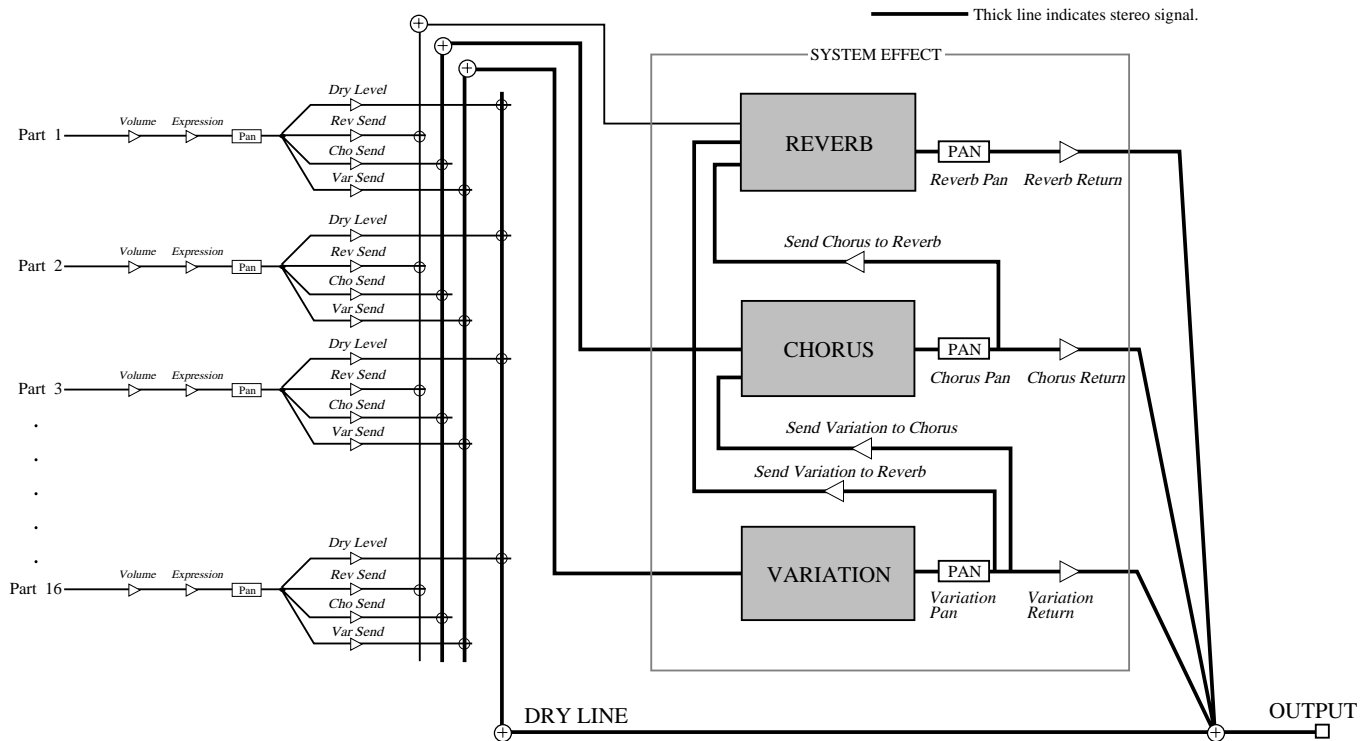 Thick line indicates stereo signal.
SYSTEM EFFECT
Part 1
Volume
Expression
Pan
Dry Level
Rev Send
Cho Send
Var Send
REVERB
PAN
Reverb Pan
Reverb Return
Part 2
Volume
Expression
Pan
Dry Level
Rev Send
Cho Send
Var Send
Send Chorus to Reverb
Part 3
Volume
Expression
Pan
Dry Level
Rev Send
Cho Send
Var Send
CHORUS
PAN
Chorus Pan
Chorus Return
Send Variation to Chorus
Send Variation to Reverb
.
.
.
.
.
Part 16
Volume
Expression
Pan
Dry Level
Rev Send
Cho Send
Var Send
VARIATION
PAN
Variation
Pan
Variation
Return
DRY LINE
OUTPUT